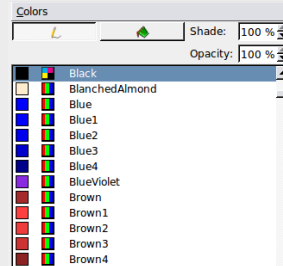 Colors
Shade: 100 %
Opacity: 100 %
Black
BlanchedAlmond
Blue
Blue1
Blue2
Blue3
Blue4
BlueViolet
Brown
Brown1
Brown2
Brown3
Brown4